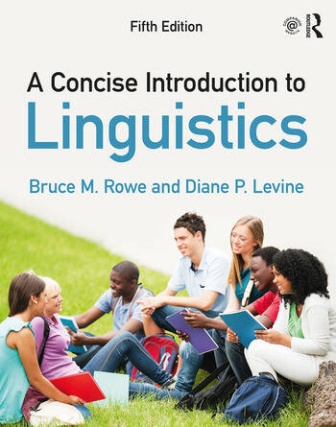 Fifth Edition
A Concise Introduction to
Linguistics
Bruce M. Rowe and Diane P. Levine